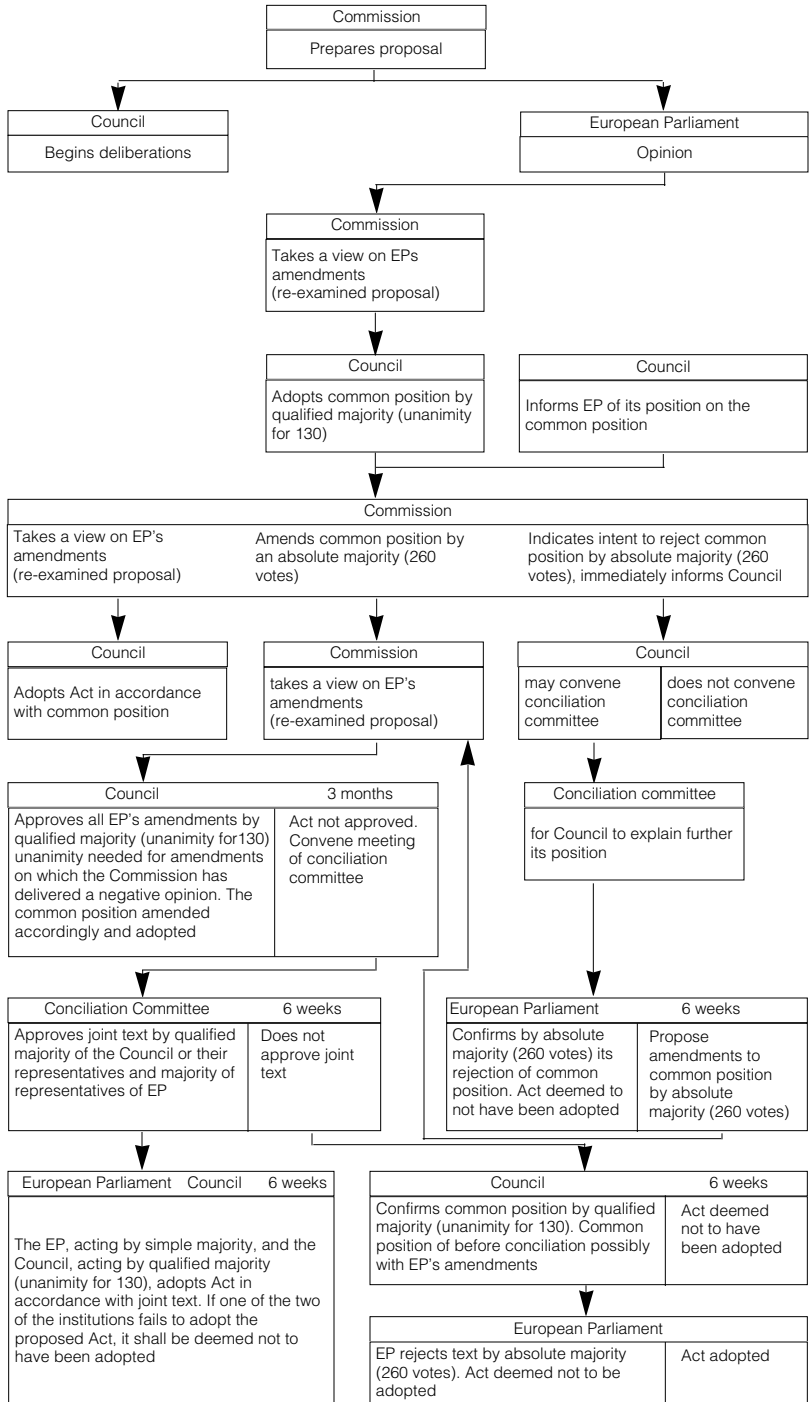 Commission
Prepares proposal
Council
Begins deliberations
European Parliament
Opinion
Commission
Takes a view on EPs
amendments
(re-examined proposal)
Council
Adopts common position by
qualified majority (unanimity
for 130)
Council
Informs EP of its position on the
common position
Commission
Takes a view on EP's
amendments
(re-examined proposal)
Amends common position by
an absolute majority (260
votes)
Indicates intent to reject common
position by absolute majority (260
votes), immediately informs Council
Council
Adopts Act in accordance
with common position
Commission
takes a view on EP's
amendments
(re-examined proposal)
Council
may convene
conciliation
committee
does not convene
conciliation
committee
Council
3 months
Approves all EP's amendments by
qualified majority (unanimity for130)
unanimity needed for amendments
on which the Commission has
delivered a negative opinion. The
common position amended
accordingly and adopted
Act not approved.
Convene meeting
of conciliation
committee
Conciliation committee
for Council to explain further
its position
Conciliation Committee
6 weeks
Approves joint text by qualified
majority of the Council or their
representatives and majority of
representatives of EP
Does not
approve joint
text
European Parliament
6 weeks
Confirms by absolute
majority (260 votes) its
rejection of common
position. Act deemed to
not have been adopted
Propose
amendments to
common position
by absolute
majority (260 votes)
European Parliament Council 6 weeks
The EP, acting by simple majority, and the
Council, acting by qualified majority
(unanimity for 130), adopts Act in
accordance with joint text. If one of the two
of the institutions fails to adopt the
proposed Act, it shall be deemed not to
have been adopted
Council
6 weeks
Confirms common position by qualified
majority (unanimity for 130). Common
position of before conciliation possibly
with EP's amendments
Act deemed
not to have
been adopted
European Parliament
EP rejects text by absolute majority
(260 votes). Act deemed not to be
adopted
Act adopted